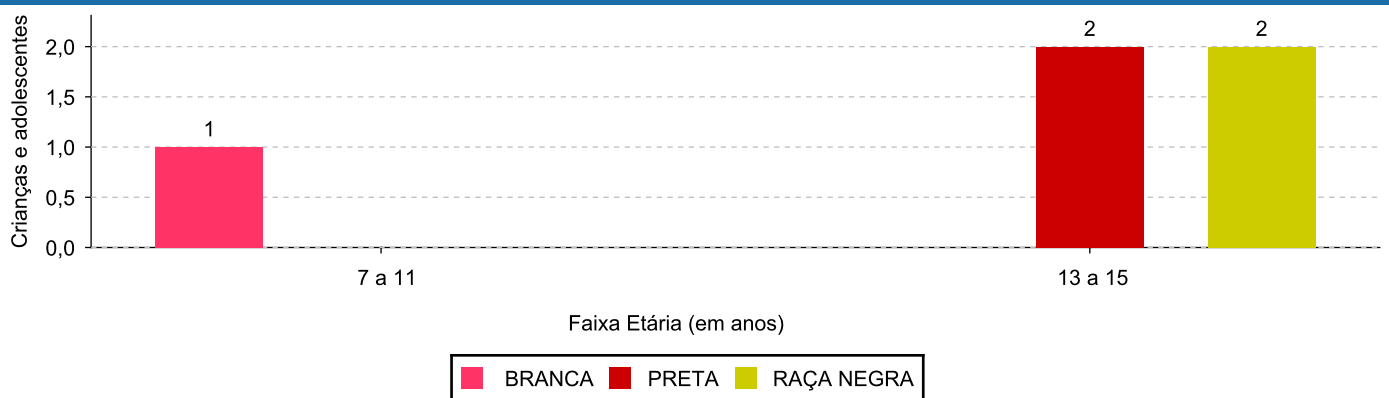 Crianças e adolescentes
2,0
1,5
1,0
0,5
0,0
1
2
2
7 a 11
13 a 15
Faixa Etária (em anos)
BRANCA PRETA RAÇA NEGRA